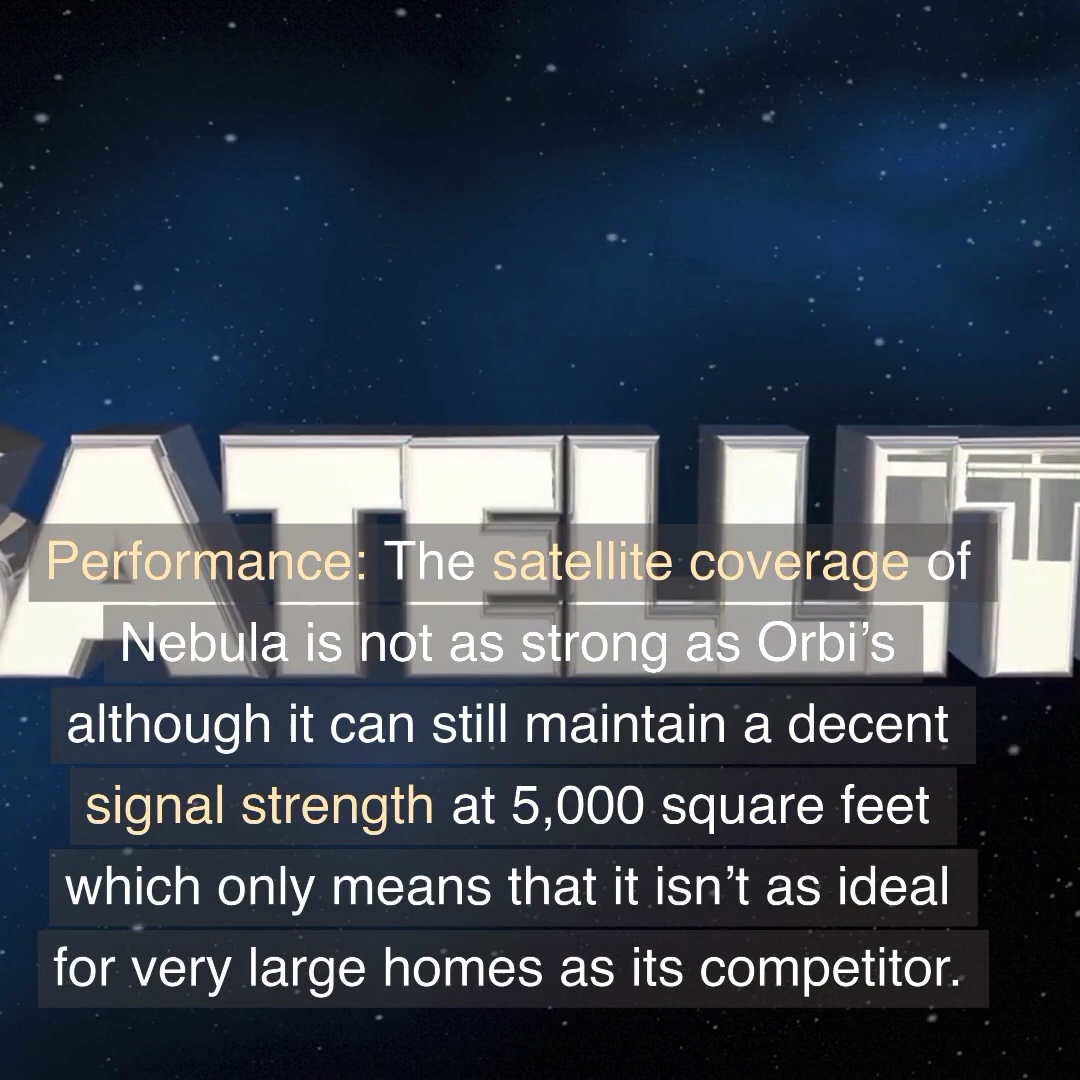 SATELLIT
Performance: The satellite coverage of
Nebula is not as strong as Orbi’s
although it can still maintain a decent
signal strength at 5,000 square feet
which only means that it isn’t as ideal
for very large homes as its competitor.